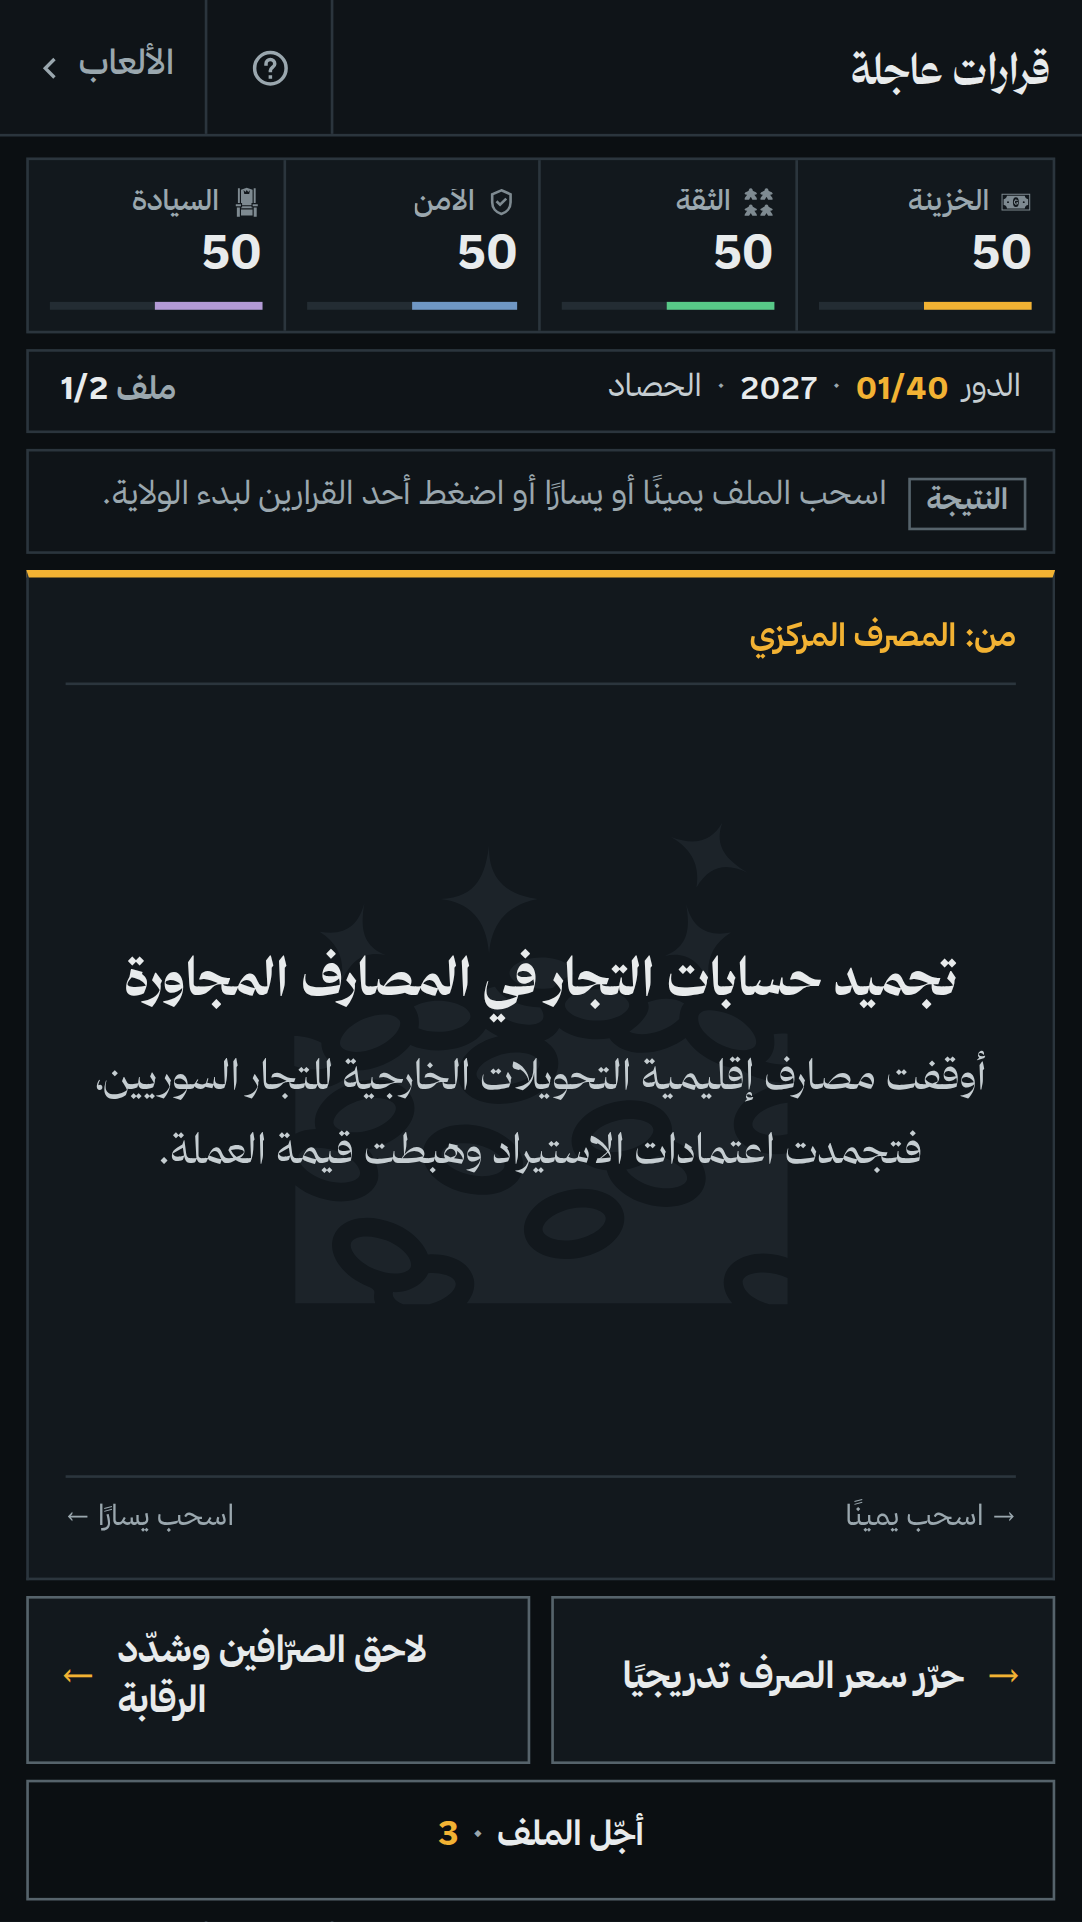 قرارات عاجلة
الألعاب
الخزينة
50
الثقة
50
الأمن
50
السيادة
50
الدور 01/40 · 2027 · الحصاد
ملف 1/2
النتيجة
اسحب الملف يمينًا أو يسارًا أو اضغط أحد القرارين لبدء الولاية.
من: المصرف المركزي
تجميد حسابات التجار في المصارف المجاورة
أوقفت مصارف إقليمية التحويلات الخارجية للتجار السوريين،
فتجمدت اعتمادات الاستيراد وهبطت قيمة العملة.
→ اسحب يمينًا
اسحب يسارًا ←
→ حرّر سعر الصرف تدريجيًا
لاحق الصرّافين وشدّد
الرقابة ←
أجّل الملف · 3